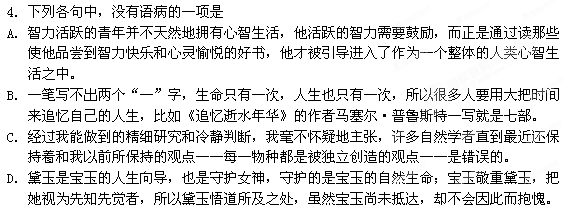 4. 下列各句中，没有语病的一项是
A. 智力活跃的青年并不天然地拥有心智生活，他活跃的智力需要鼓励，而正是通过读那些
使他品尝到智力快乐和心灵愉悦的好书，他才被引导进入了作为一个整体的人类心智生
活之中。
B. 一笔写不出两个“一”字，生命只有一次，人生也只有一次，所以很多人要用大把时间
来追忆自己的人生，比如《追忆逝水年华》的作者马塞尔·普鲁斯特一写就是七部。
C. 经过我能做到的精细研究和冷静判断，我毫不怀疑地主张，许多自然学者直到最近还保
持着和我以前所保持的观点——每一物种都是被独立创造的观点——是错误的。
D. 黛玉是宝玉的人生向导，也是守护女神，守护的是宝玉的自然生命；宝玉敬重黛玉，把
她视为先知先觉者，所以黛玉悟道所及之处，虽然宝玉尚未抵达，却不会因此而抱愧。